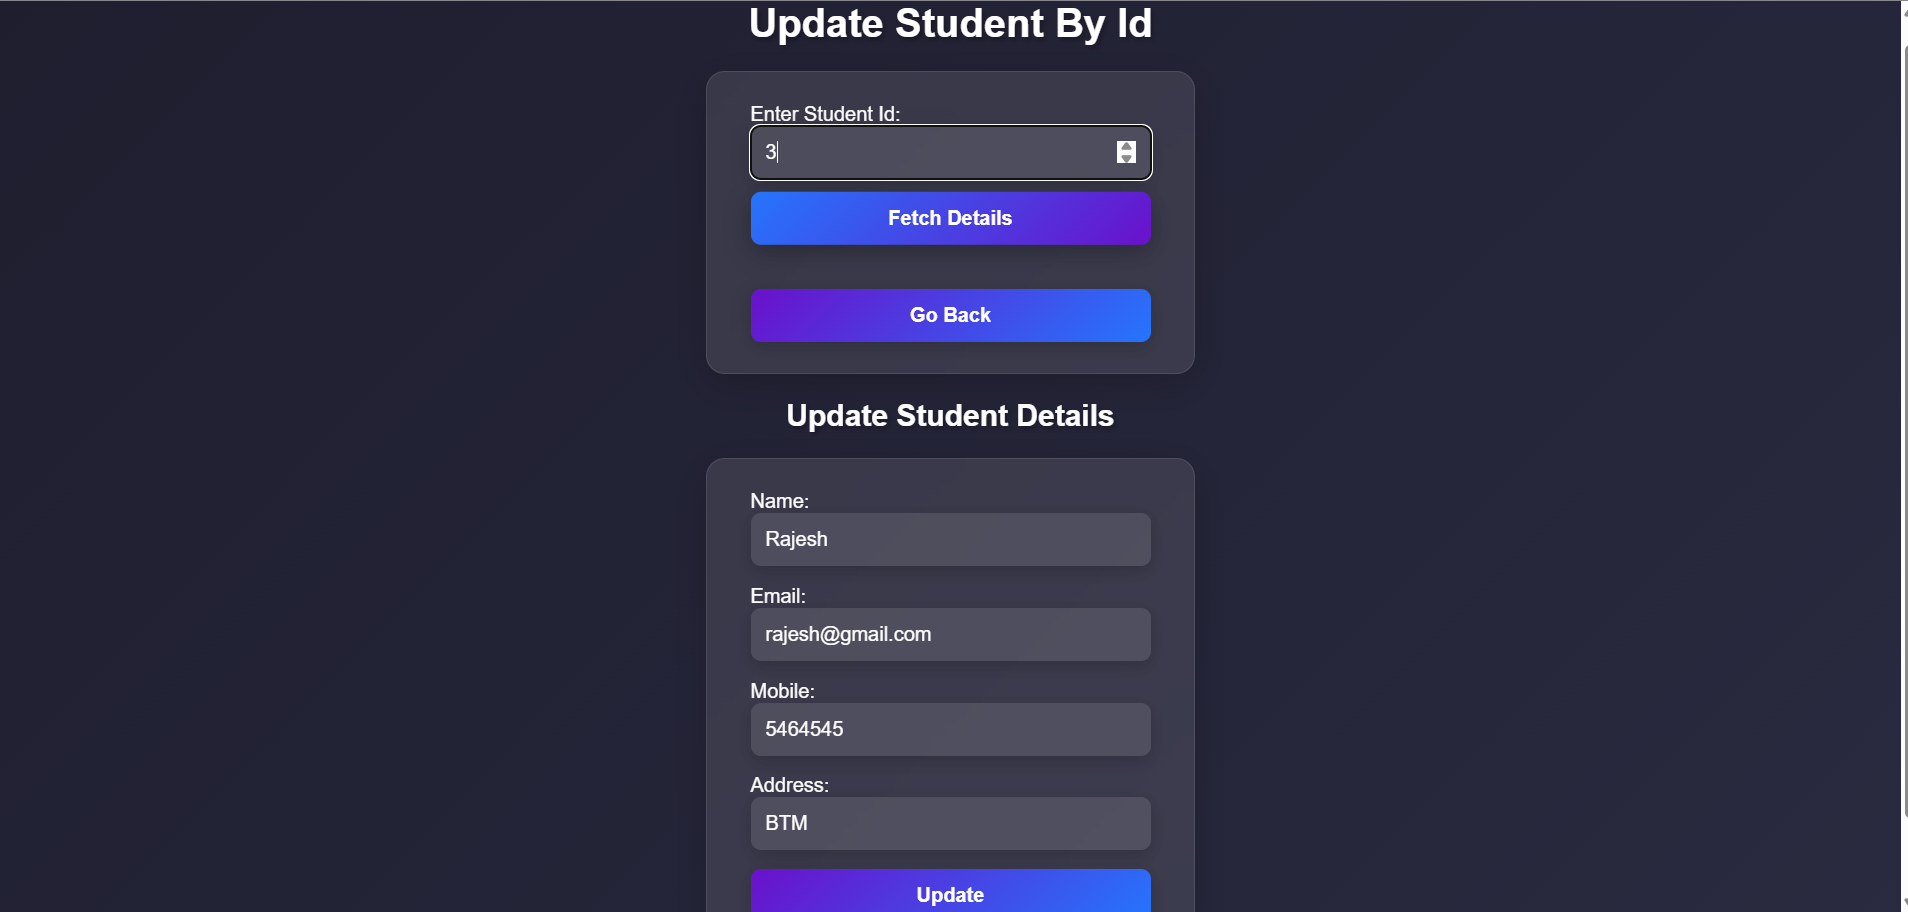 Update Student By Id
Enter Student Id:
3
Fetch Details
Go Back
Update Student Details
Name:
Rajesh
Email:
rajesh@gmail.com
Mobile:
5464545
Address:
BTM
Update